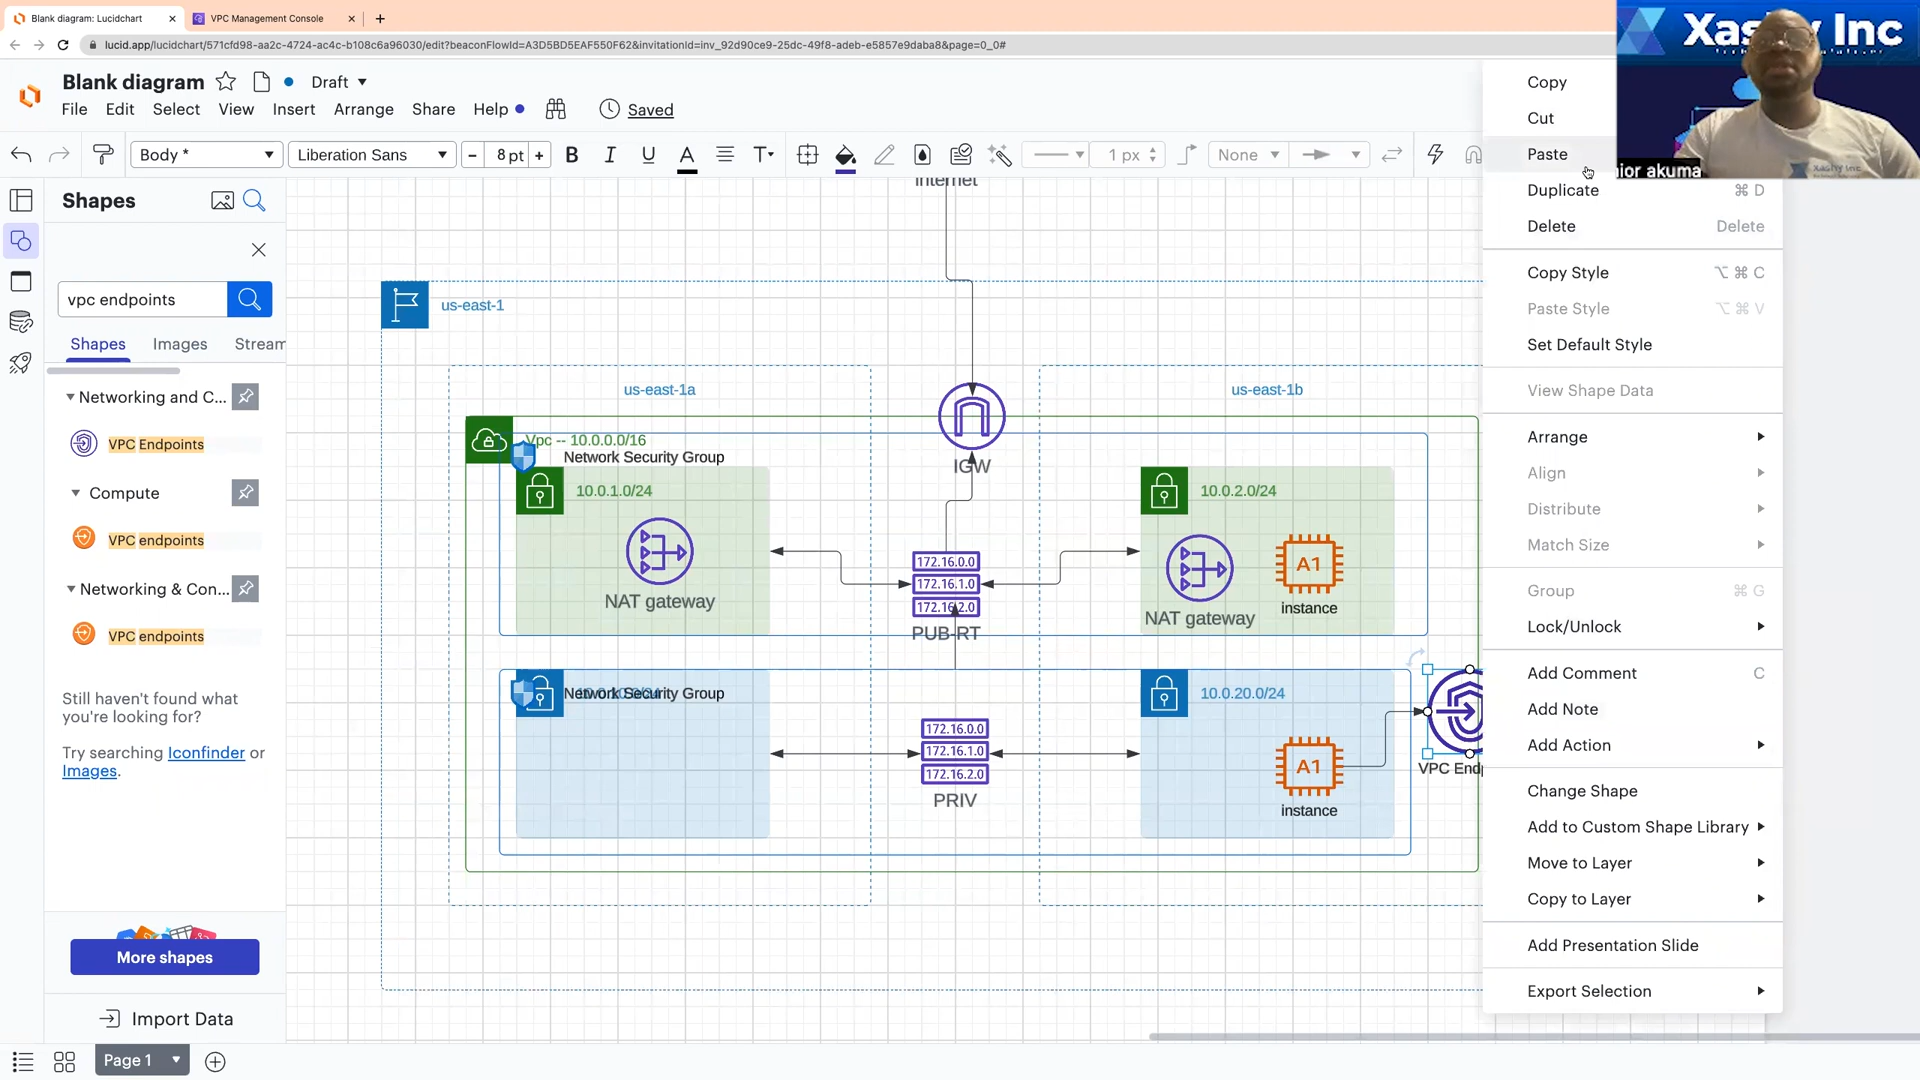 Blank diagram: Lucidchart
VPC Management Console
lucid.app/lucidchart/571cfd98-aa2c-4724-ac4c-b108c6a96030/edit?beaconFlowId=A3D5BD5EAF550F62&invitationId=inv_92d90ce9-25dc-49f8-adeb-e5857e9daba8&page=0_0#
Blank diagram
Draft
File
Edit
Select
View
Insert
Arrange
Share
Help
Saved
Body *
Liberation Sans
8 pt
B
I
U
A
T
1 px
None
Shapes
vpc endpoints
Shapes
Images
Stream
Networking and C...
VPC Endpoints
Compute
VPC endpoints
Networking & Con...
VPC endpoints
Still haven't found what
you're looking for?
Try searching Iconfinder or
Images.
More shapes
Import Data
Page 1
internet
us-east-1
us-east-1a
us-east-1b
Vpc -- 10.0.0.0/16
Network Security Group
IGW
10.0.1.0/24
10.0.2.0/24
NAT gateway
172.16.0.0
172.16.1.0
172.16.2.0
PUB-RT
NAT gateway
A1
instance
Network Security Group
10.0.20.0/24
172.16.0.0
172.16.1.0
172.16.2.0
PRIV
A1
instance
VPC Endp
Copy
Cut
Paste
Duplicate ⌘ D
Delete Delete
Copy Style ⌥ ⌘ C
Paste Style ⌥ ⌘ V
Set Default Style
View Shape Data
Arrange
Align
Distribute
Match Size
Group ⌘ G
Lock/Unlock
Add Comment C
Add Note
Add Action
Change Shape
Add to Custom Shape Library
Move to Layer
Copy to Layer
Add Presentation Slide
Export Selection
Inc
nior akuma